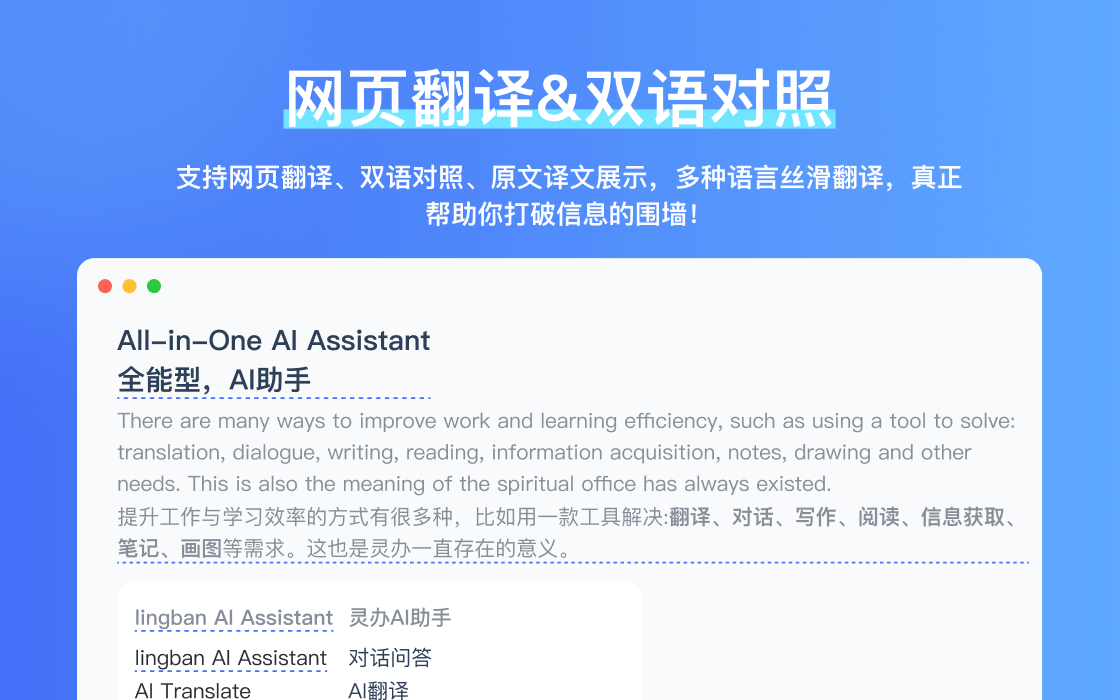 网页翻译&双语对照
支持网页翻译、双语对照、原文译文展示，多种语言丝滑翻译，真正
帮助你打破信息的围墙！
All-in-One AI Assistant
全能型，AI助手
There are many ways to improve work and learning efficiency, such as using a tool to solve:
translation, dialogue, writing, reading, information acquisition, notes, drawing and other
needs. This is also the meaning of the spiritual office has always existed.
提升工作与学习效率的方式有很多种，比如用一款工具解决:翻译、对话、写作、阅读、信息获取、
笔记、画图等需求。这也是灵办一直存在的意义。
lingban AI Assistant 灵办AI助手
lingban AI Assistant 对话问答
AI Translate AI翻译